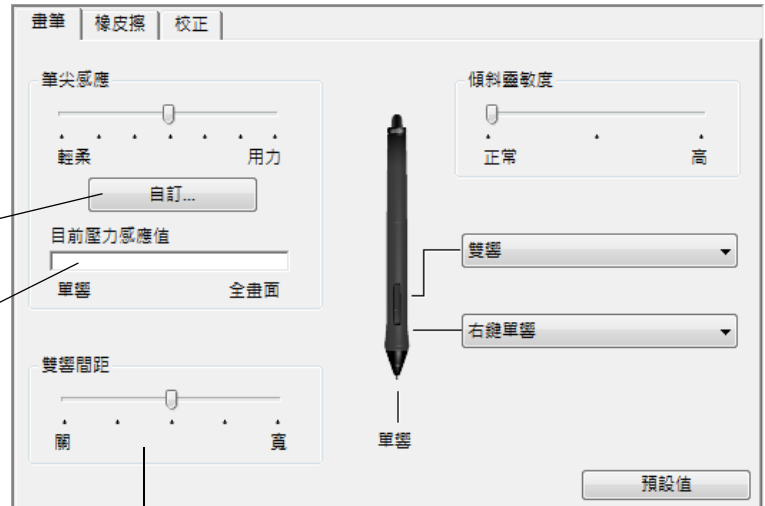 畫筆 橡皮擦 校正
筆尖感應
輕柔 用力
自訂...
目前壓力感應值
單響 全畫面
雙響間距
關 寬
傾斜靈敏度
正常 高
雙響
右鍵單響
單響
預設值